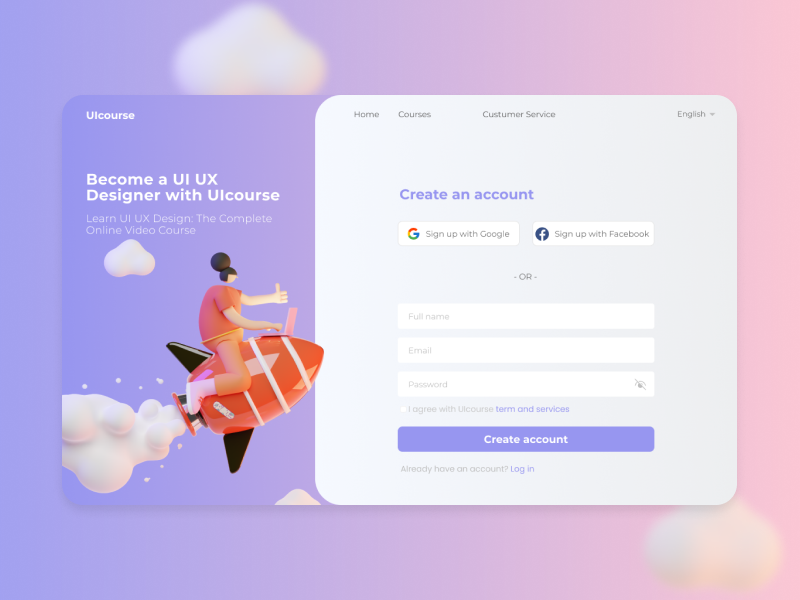 UIcourse
Home Courses Custumer Service English
Become a UI UX
Designer with UIcourse
Learn UI UX Design: The Complete
Online Video Course
Create an account
Sign up with Google Sign up with Facebook
- OR -
Full name
Email
Password
I agree with UIcourse term and services
Create account
Already have an account? Log in